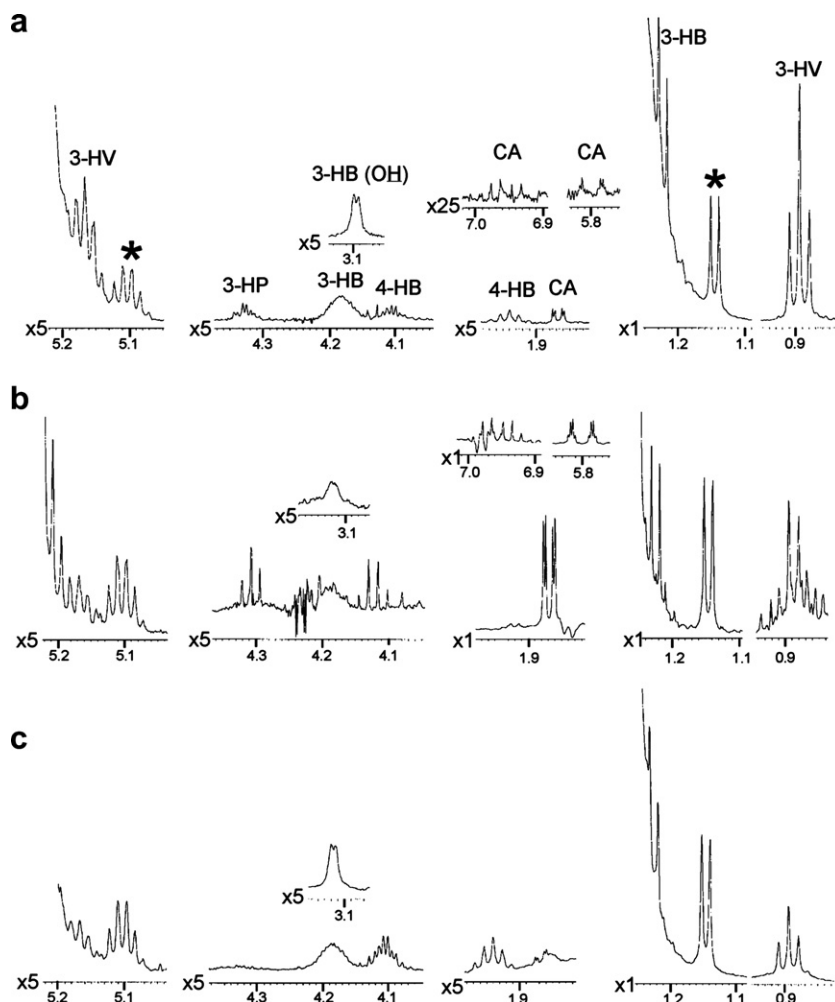 a
3-HB
3-HV
3-HV
3-HB (OH)
CA
CA
*
*
x25
7.0 6.9 5.8
x5
3.1
3-HP
3-HB
4-HB
4-HB
CA
x5
5.2 5.1
x5
4.3 4.2 4.1
x5
1.9
x1
1.2 1.1 0.9
b
x1
7.0 6.9 5.8
x5
3.1
x5
5.2 5.1
x5
4.3 4.2 4.1
x1
1.9
x1
1.2 1.1 0.9
c
x5
3.1
x5
5.2 5.1
x5
4.3 4.2 4.1
x5
1.9
x1
1.2 1.1 0.9